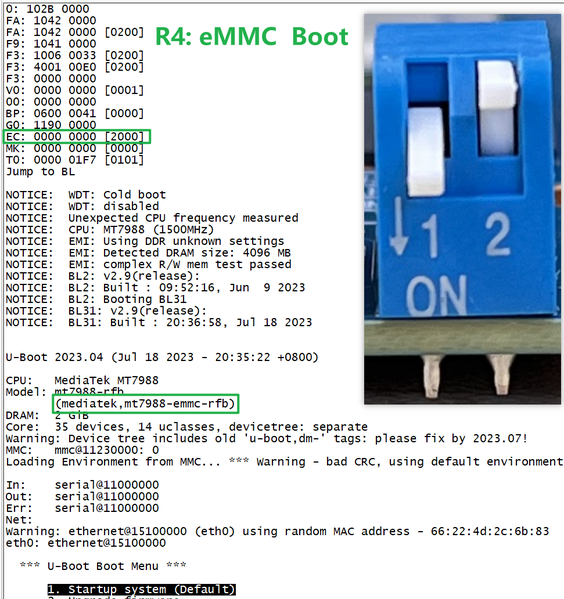 0: 102B 0000
FA: 1042 0000
FA: 1042 0000 [0200]
F9: 1041 0000
F3: 1006 0033 [0200]
F3: 4001 00E0 [0200]
F3: 0000 0000
V0: 0000 0000 [0001]
00: 0000 0000
BP: 0600 0041 [0000]
G0: 1190 0000
EC: 0000 0000 [2000]
MK: 0000 0000 [0000]
T0: 0000 01F7 [0101]
Jump to BL
R4: eMMC Boot
1 2
ON
NOTICE: WDT: Cold boot
NOTICE: WDT: disabled
NOTICE: Unexpected CPU frequency measured
NOTICE: CPU: MT7988 (1500MHz)
NOTICE: EMI: Using DDR unknown settings
NOTICE: EMI: Detected DRAM size: 4096 MB
NOTICE: EMI: complex R/W mem test passed
NOTICE: BL2: v2.9(release):
NOTICE: BL2: Built : 09:52:16, Jun 9 2023
NOTICE: BL2: Booting BL31
NOTICE: BL31: v2.9(release):
NOTICE: BL31: Built : 20:36:58, Jul 18 2023
U-Boot 2023.04 (Jul 18 2023 - 20:35:22 +0800)
CPU: MediaTek MT7988
Model: mt7988-rfb
(mediatek,mt7988-emmc-rfb)
DRAM: 2 GiB
Core: 35 devices, 14 uclasses, devicetree: separate
Warning: Device tree includes old 'u-boot,dm-' tags: please fix by 2023.07!
MMC: mmc@11230000: 0
Loading Environment from MMC... *** Warning - bad CRC, using default environment
In: serial@11000000
Out: serial@11000000
Err: serial@11000000
Net:
Warning: ethernet@15100000 (eth0) using random MAC address - 66:22:4d:2c:6b:83
eth0: ethernet@15100000
*** U-Boot Boot Menu ***
1. Startup system (Default)